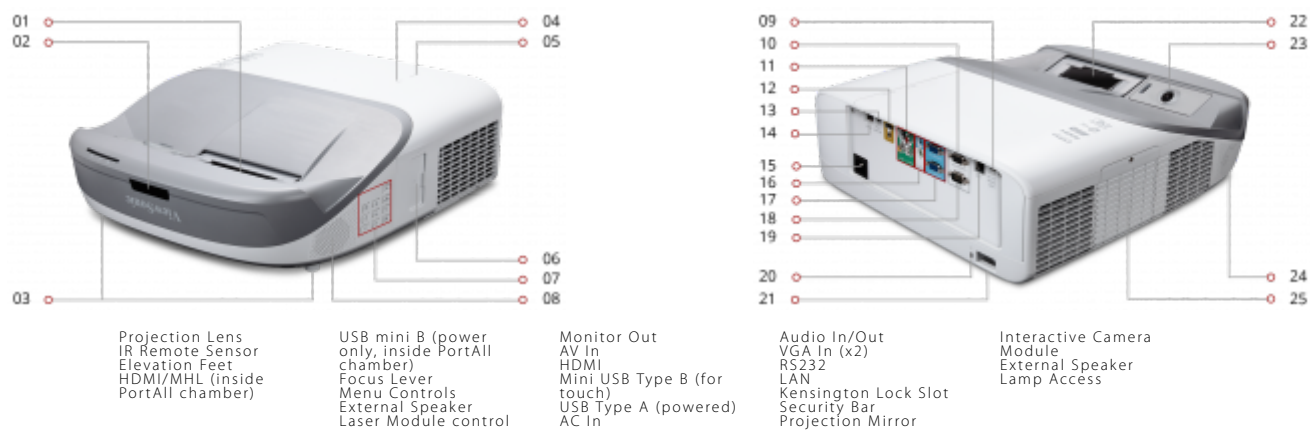 01
02
03
04
05
06
07
08
ViewSonic
09
10
11
12
13
14
15
16
17
18
19
20
21
22
23
24
25
Projection Lens
IR Remote Sensor
Elevation Feet
HDMI/MHL (inside
PortAll chamber)
USB mini B (power
only, inside PortAll
chamber)
Focus Lever
Menu Controls
External Speaker
Laser Module control
Monitor Out
AV In
HDMI
Mini USB Type B (for
touch)
USB Type A (powered)
AC In
Audio In/Out
VGA In (x2)
RS232
LAN
Kensington Lock Slot
Security Bar
Projection Mirror
Interactive Camera
Module
External Speaker
Lamp Access